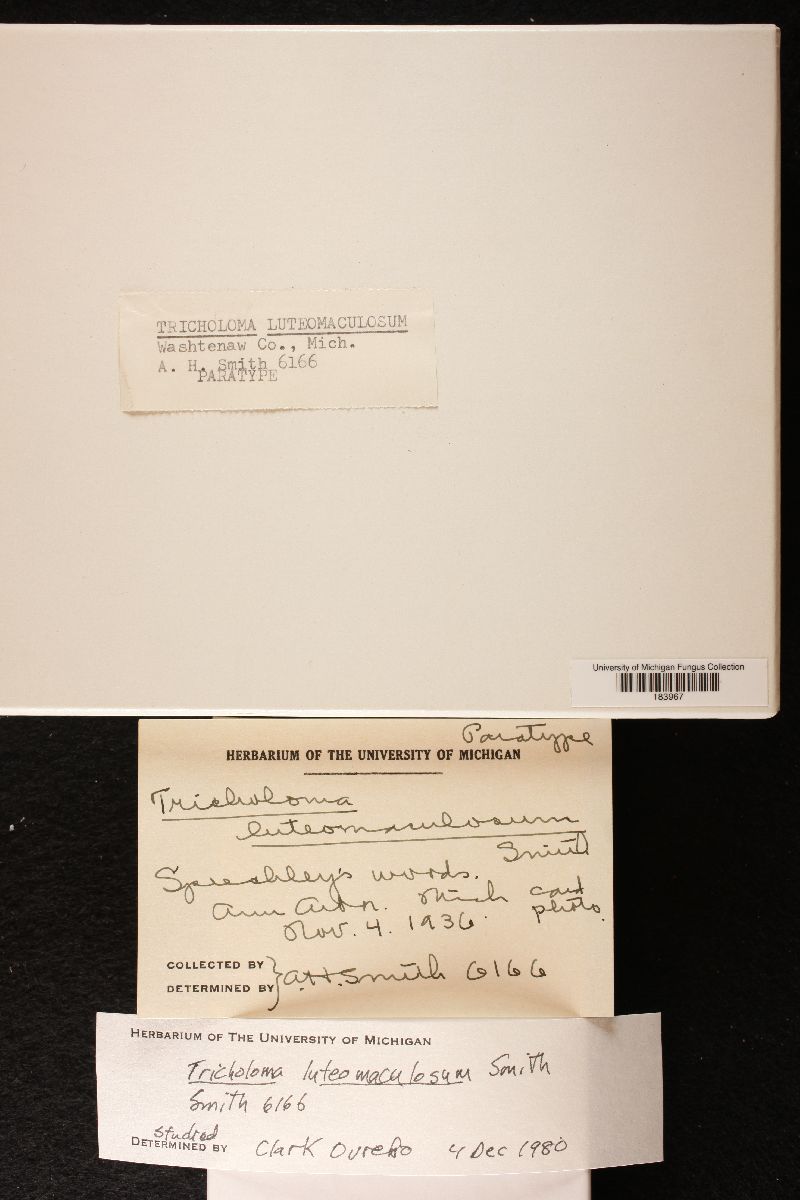 TRICHOLOMA LUTEOMACULOSUM
Washtenaw Co., Mich.
A. H. Smith 6166
PARATYPE
University of Michigan Fungus Collection
183967
Paratype
HERBARIUM OF THE UNIVERSITY OF MICHIGAN
Tricholoma
luteomaculosum
Smith
woods.
Ann Arbor. Mich card
photo.
Nov. 4. 1936
COLLECTED BY
DETERMINED BY A.H. Smith 6166
HERBARIUM OF THE UNIVERSITY OF MICHIGAN
Tricholoma luteomaculosum Smith
Smith 6166
studied
DETERMINED BY Clark Ovrebo 4 Dec 1980